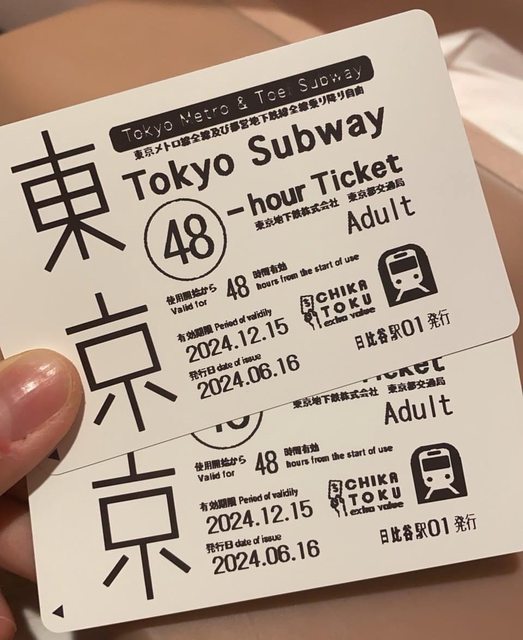 東京
Tokyo Metro & Toei Subway
東京メトロ線全線及び都営地下鉄線全線乗り降り自由
Tokyo Subway
48-hour Ticket
東京地下鉄株式会社 東京都交通局
Adult
使用開始から 48 時間有効
Valid for hours from the start of use
有効期限 Period of validity
2024.12.15
発行日 date of issue
2024.06.16
CHIKA
TOKU
extra value
日比谷駅01発行
京
東京地下鉄株式会社 東京都交通局
Adult
使用開始から 48 時間有効
Valid for hours from the start of use
有効期限 Period of validity
2024.12.15
発行日 date of issue
2024.06.16
CHIKA
TOKU
extra value
日比谷駅01発行